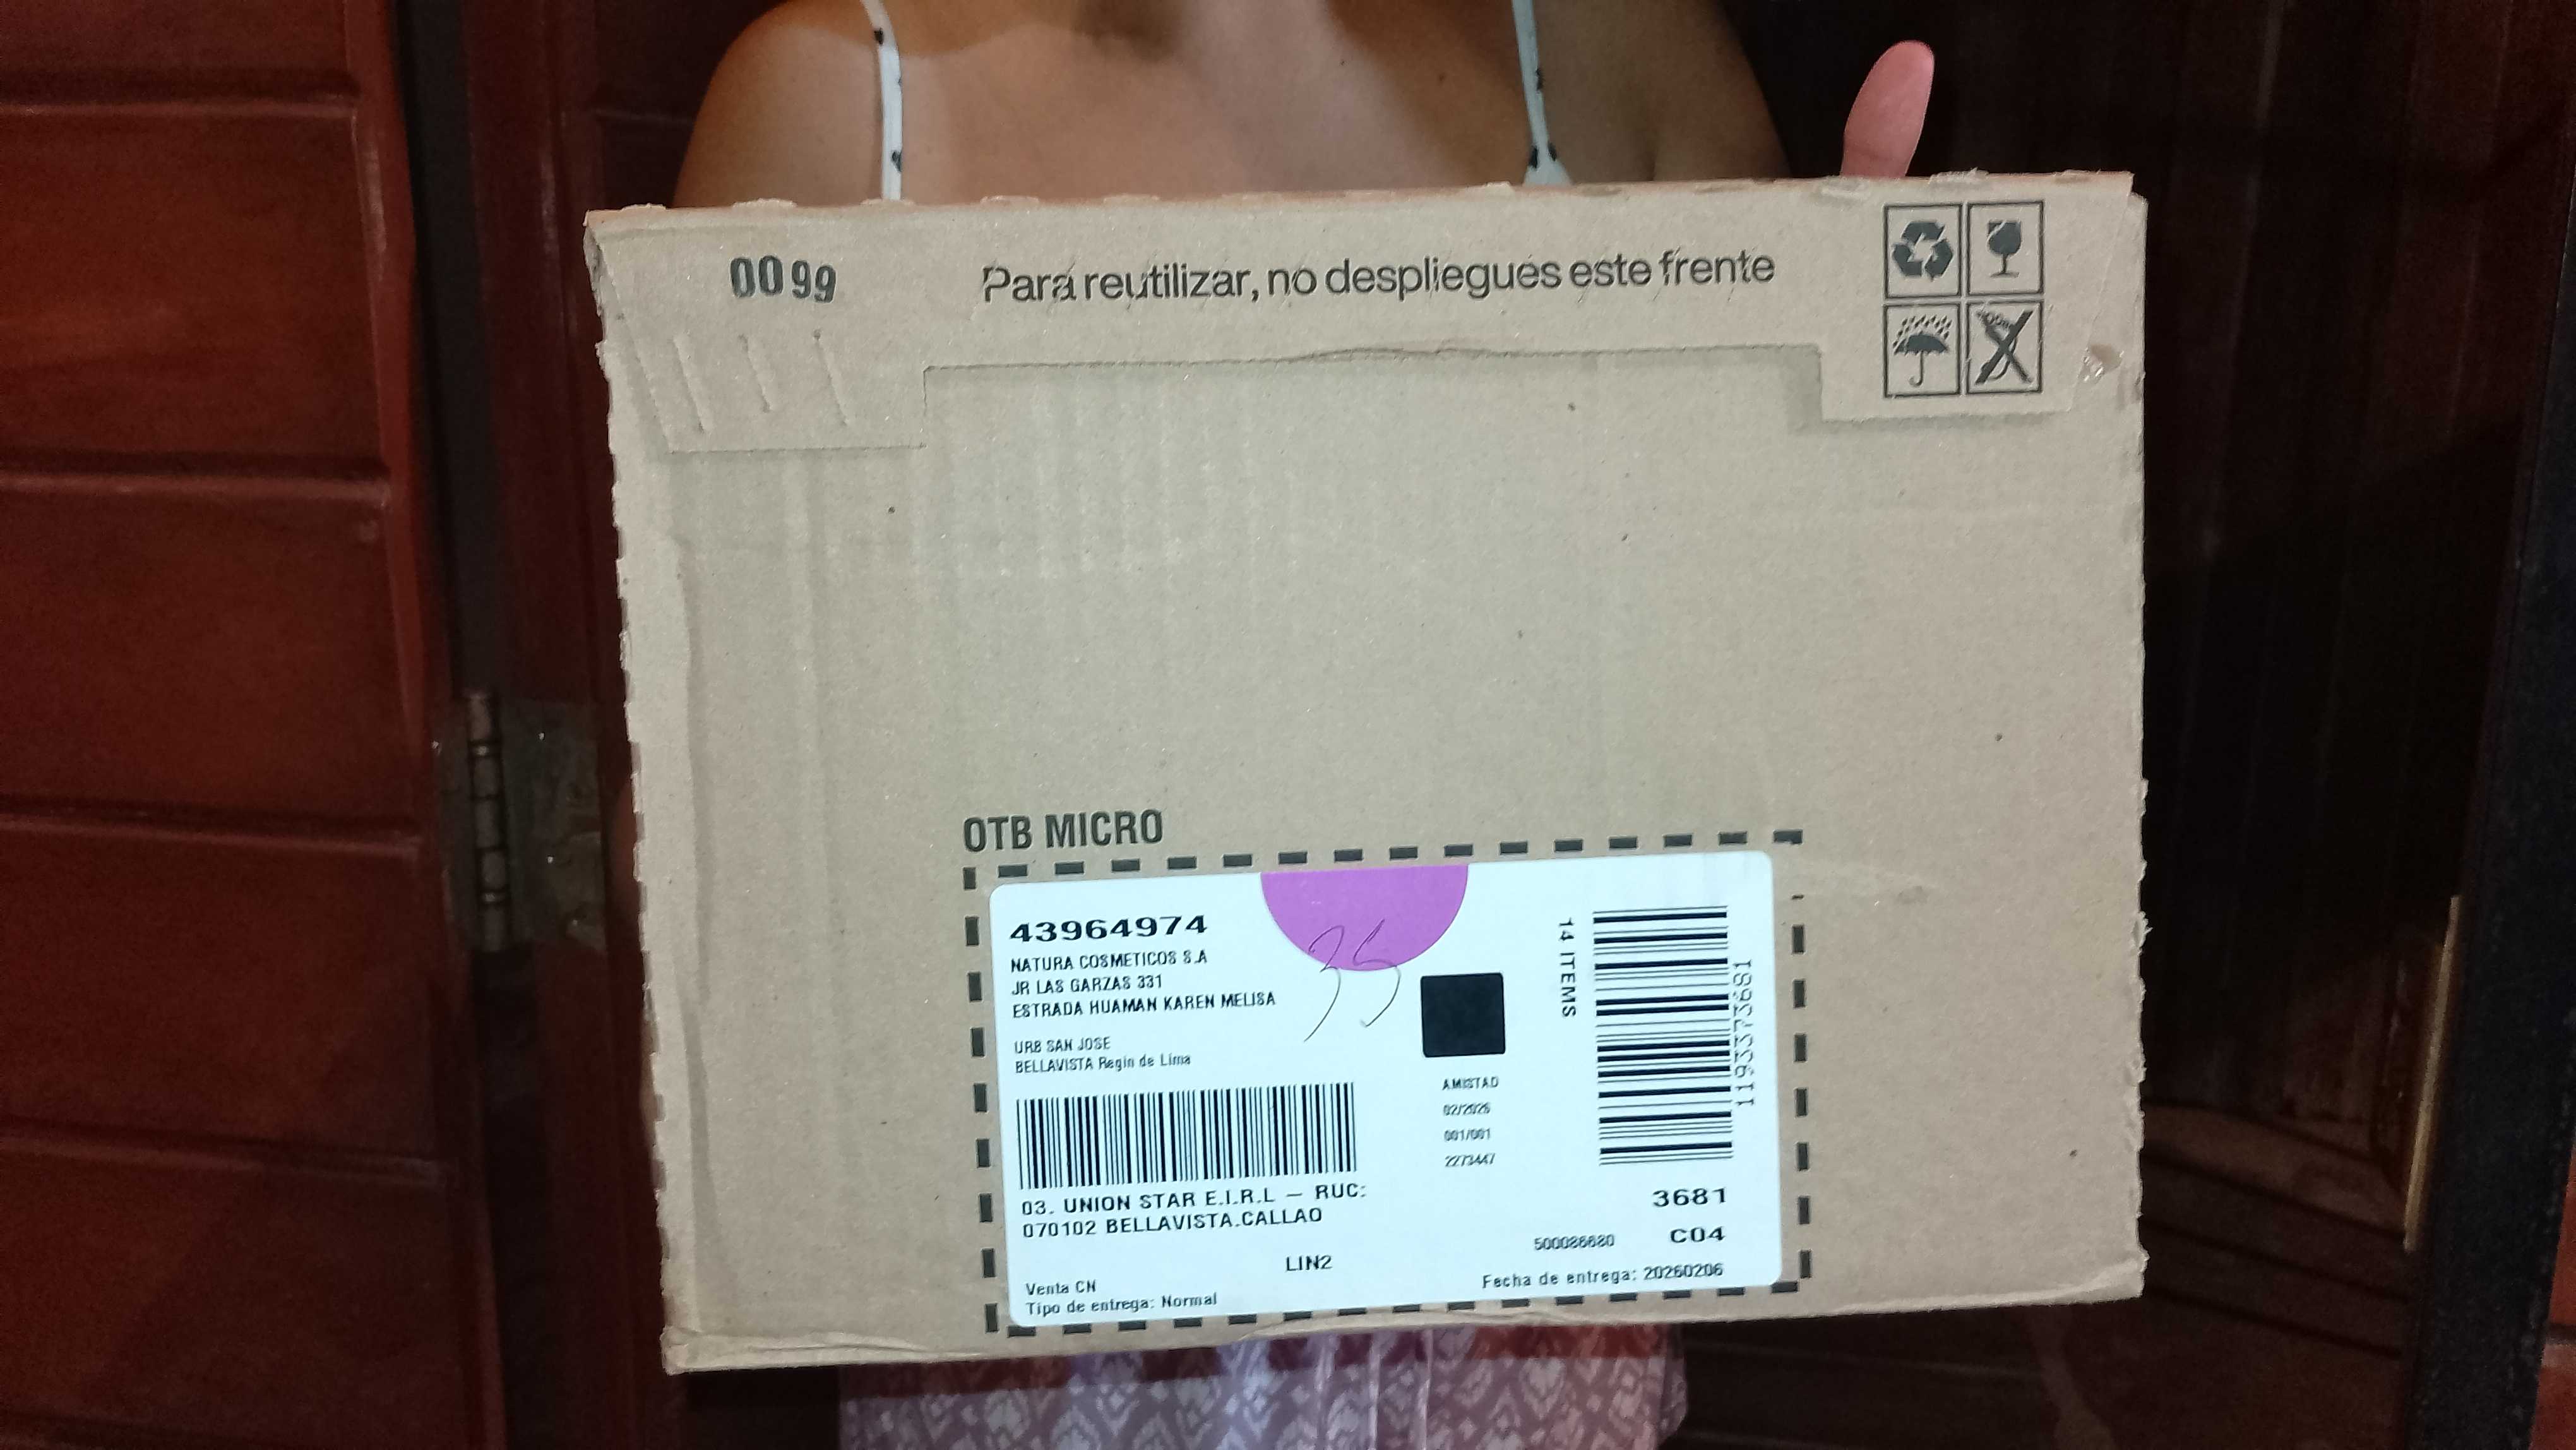 0099
Para reutilizar, no despliegues este frente
OTB MICRO
43964974
NATURA COSMETICOS S.A
JR LAS GARZAS 331
ESTRADA HUAMAN KAREN MELISA
URB SAN JOSE
BELLAVISTA Regin de Lima
35
14 ITEMS
1193373681
AMISTAD
02/2026
001/001
2273447
03. UNION STAR E.I.R.L – RUC:
070102 BELLAVISTA.CALLAO
3681
500086680
C04
LIN2
Venta CN
Tipo de entrega: Normal
Fecha de entrega: 20260206